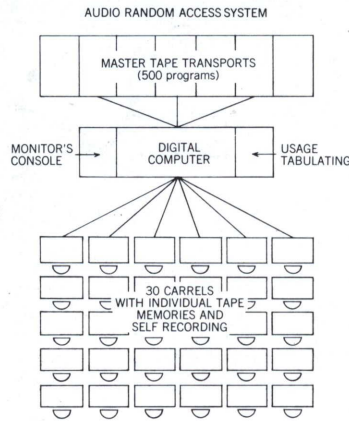 AUDIO RANDOM ACCESS SYSTEM
MASTER TAPE TRANSPORTS
(500 programs)
MONITOR'S
CONSOLE
DIGITAL
COMPUTER
USAGE
TABULATING
30 CARRELS
WITH INDIVIDUAL TAPE
MEMORIES AND
SELF RECORDING